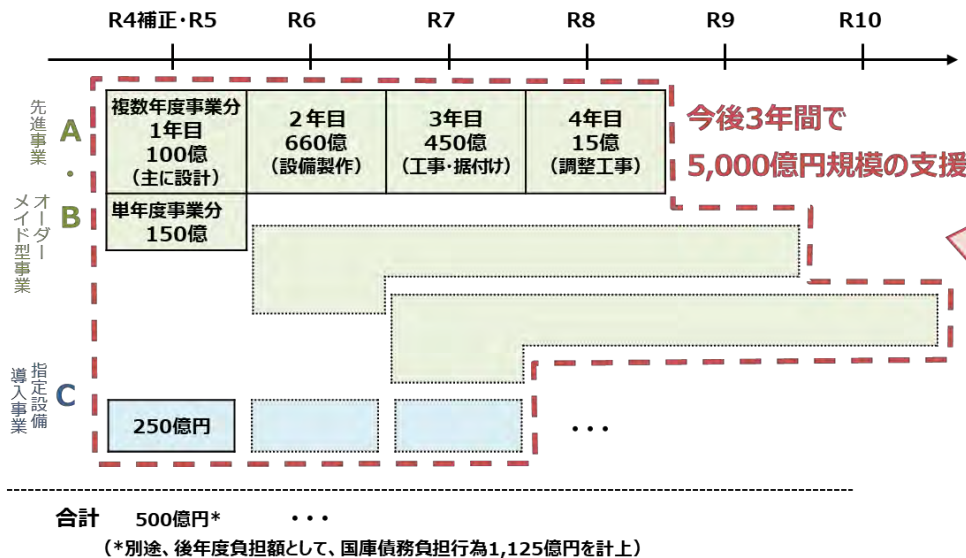 R4補正・R5
R6
R7
R8
R9
R10
先進事業
A
・
B
オーダー
メイド型事業
複数年度事業分
1年目
100億
(主に設計)
2年目
660億
(設備製作)
3年目
450億
(工事・据付け)
4年目
15億
(調整工事)
今後3年間で
5,000億円規模の支援
単年度事業分
150億
指定設備
導入事業
C
250億円
・・・
合計 500億円* ・・・
(*別途、後年度負担額として、国庫債務負担行為1,125億円を計上)